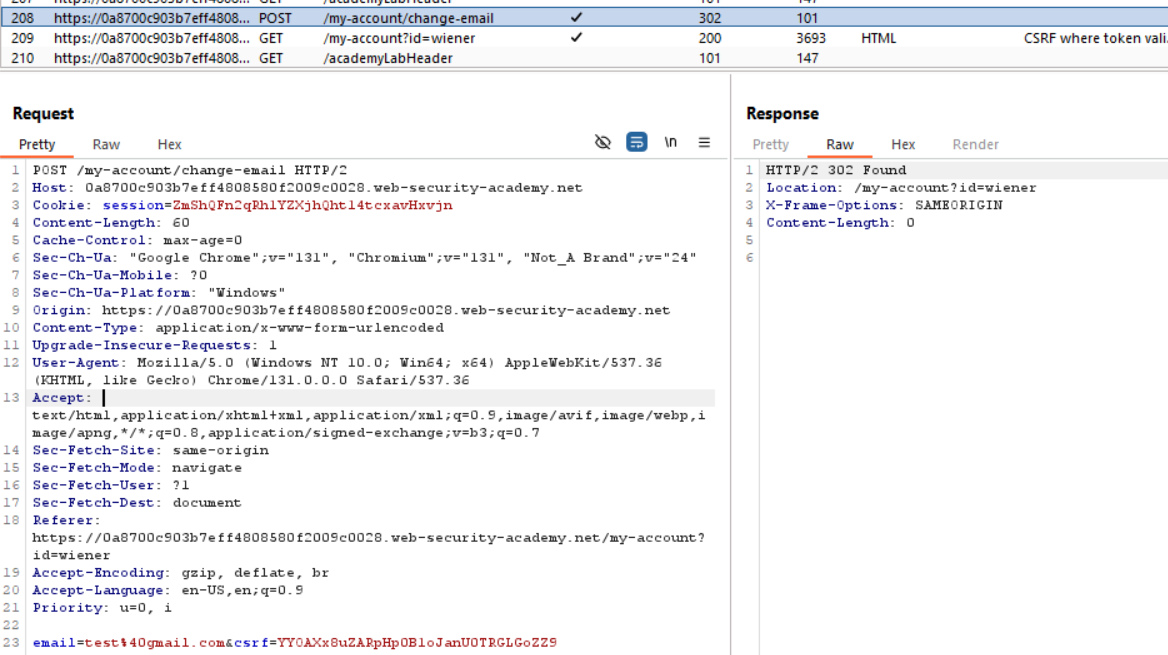 207 GET /academyLabHeader 101 147
208 https://0a8700c903b7eff4808... POST /my-account/change-email ✓ 302 101
209 https://0a8700c903b7eff4808... GET /my-account?id=wiener ✓ 200 3693 HTML CSRF where token vali...
210 https://0a8700c903b7eff4808... GET /academyLabHeader 101 147
Request
Pretty Raw Hex \n
1 POST /my-account/change-email HTTP/2
2 Host: 0a8700c903b7eff4808580f2009c0028.web-security-academy.net
3 Cookie: session=ZmShQFn2qRhlYZXjhQhtl4tcxavHxvjn
4 Content-Length: 60
5 Cache-Control: max-age=0
6 Sec-Ch-Ua: "Google Chrome";v="131", "Chromium";v="131", "Not_A Brand";v="24"
7 Sec-Ch-Ua-Mobile: ?0
8 Sec-Ch-Ua-Platform: "Windows"
9 Origin: https://0a8700c903b7eff4808580f2009c0028.web-security-academy.net
10 Content-Type: application/x-www-form-urlencoded
11 Upgrade-Insecure-Requests: 1
12 User-Agent: Mozilla/5.0 (Windows NT 10.0; Win64; x64) AppleWebKit/537.36
(KHTML, like Gecko) Chrome/131.0.0.0 Safari/537.36
13 Accept:
text/html,application/xhtml+xml,application/xml;q=0.9,image/avif,image/webp,i
mage/apng,*/*;q=0.8,application/signed-exchange;v=b3;q=0.7
14 Sec-Fetch-Site: same-origin
15 Sec-Fetch-Mode: navigate
16 Sec-Fetch-User: ?1
17 Sec-Fetch-Dest: document
18 Referer:
https://0a8700c903b7eff4808580f2009c0028.web-security-academy.net/my-account?
id=wiener
19 Accept-Encoding: gzip, deflate, br
20 Accept-Language: en-US,en;q=0.9
21 Priority: u=0, i
22
23 email=test%40gmail.com&csrf=YY0AXx8uZARpHp0BloJanU0TRGLGoZZ9
Response
Pretty Raw Hex Render
1 HTTP/2 302 Found
2 Location: /my-account?id=wiener
3 X-Frame-Options: SAMEORIGIN
4 Content-Length: 0
5
6